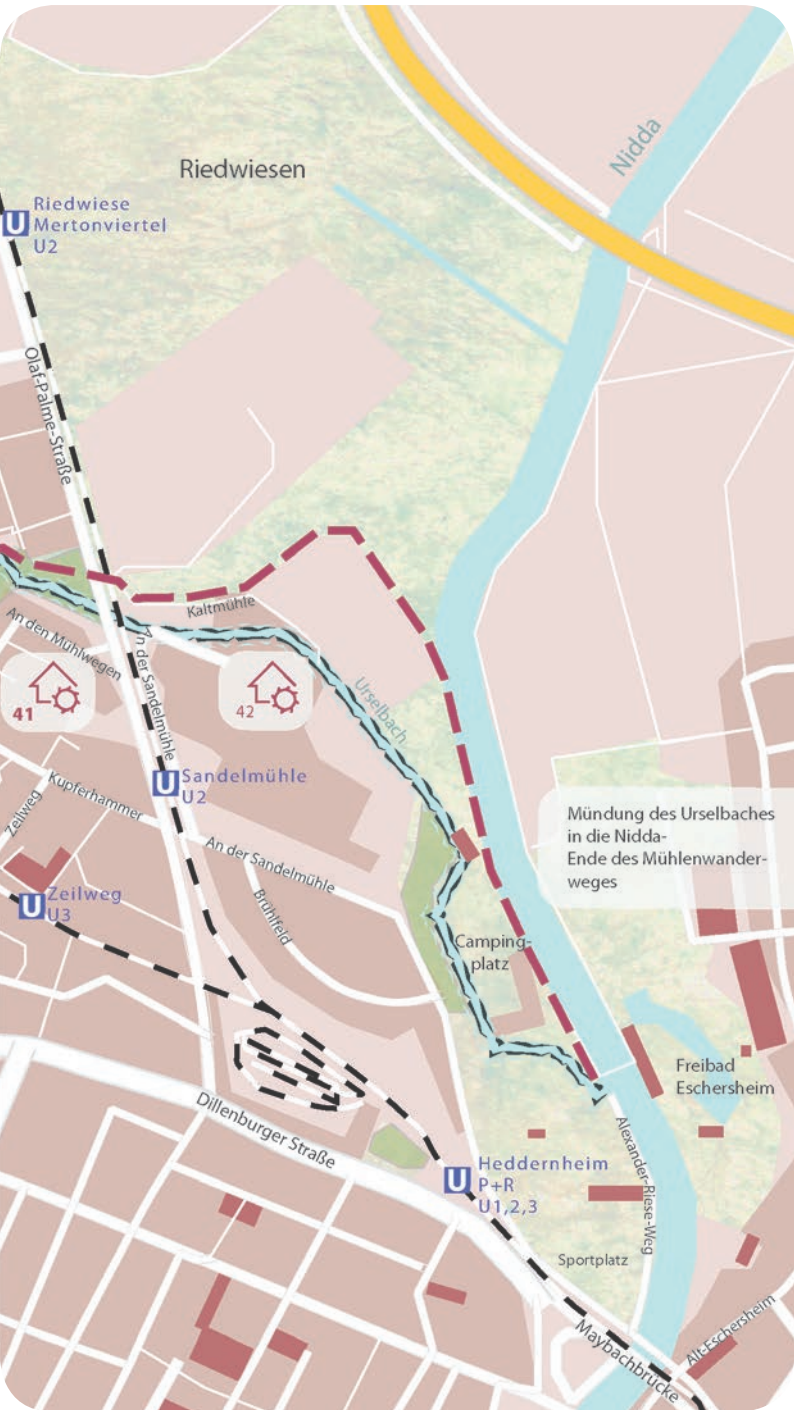 Nidda
Riedwiesen
U Riedwiese
Mertonviertel
U2
Olaf-Palme-Straße
Kaltmühle
An den Mühlwegen
An der Sandelmühle
41
42
Urselbach
U Sandelmühle
U2
Kupferhammer
Zeilweg
An der Sandelmühle
Mündung des Urselbaches
in die Nidda-
Ende des Mühlenwander-
weges
U Zeilweg
U3
Brühlfeld
Camping-
platz
Freibad
Eschersheim
Dillenburger Straße
Alexander-Riese-Weg
U Heddernheim
P+R
U1,2,3
Sportplatz
Maybachbrücke
Alt-Eschersheim